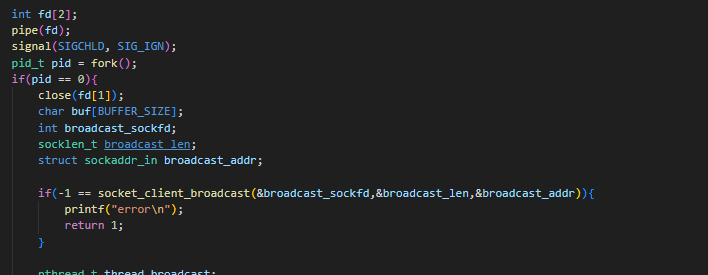 int fd[2];
pipe(fd);
signal(SIGCHLD, SIG_IGN);
pid_t pid = fork();
if(pid == 0){
close(fd[1]);
char buf[BUFFER_SIZE];
int broadcast_sockfd;
socklen_t broadcast_len;
struct sockaddr_in broadcast_addr;
if(-1 == socket_client_broadcast(&broadcast_sockfd,&broadcast_len,&broadcast_addr)){
printf("error\n");
return 1;
}
pthread_t thread_broadcast;